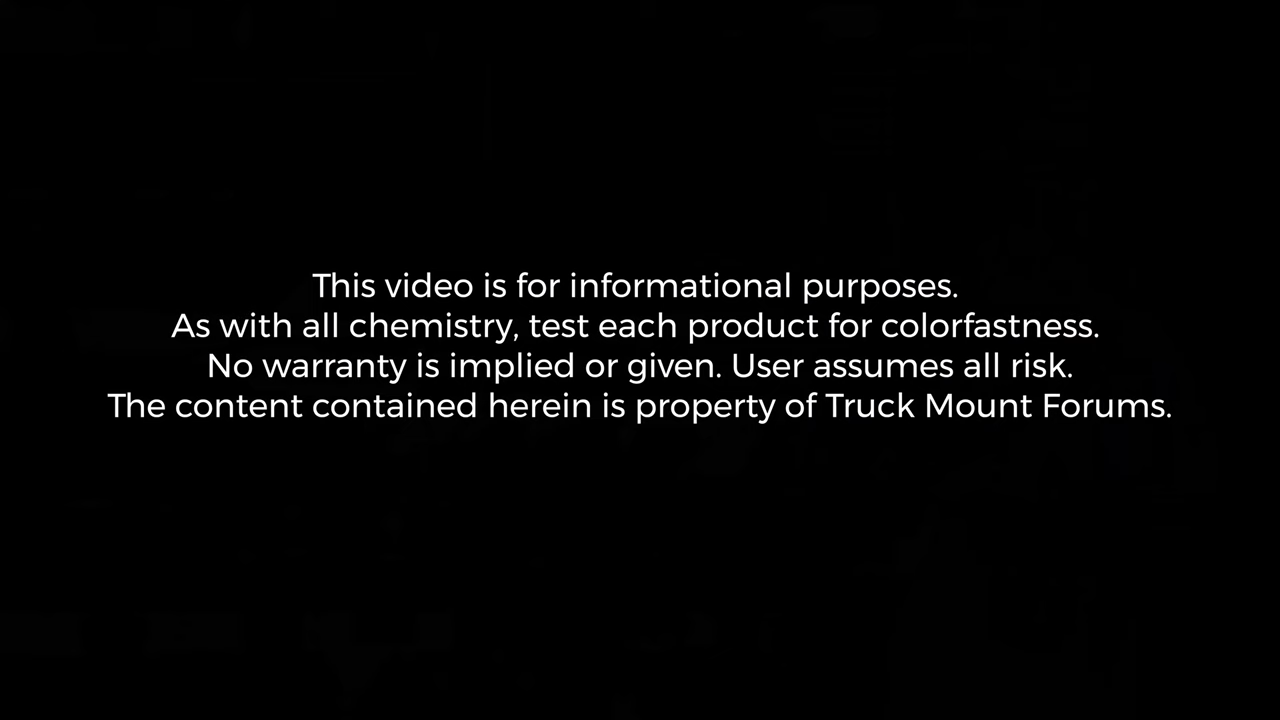 This video is for informational purposes.
As with all chemistry, test each product for colorfastness.
No warranty is implied or given. User assumes all risk.
The content contained herein is property of Truck Mount Forums.